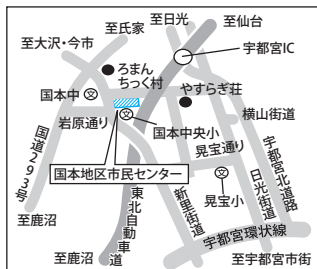 至氏家
至日光
至仙台
至大沢・今市
宇都宮IC
ろまん
ちっく村
やすらぎ荘
国本中
文
岩原通り
文
国本中央小
横山街道
晃宝通り
国本地区市民センター
文
晃宝小
国道293号
東北自動車道
新里街道
日光街道
宇都宮北道路
宇都宮環状線
至鹿沼
至鹿沼
至宇都宮市街